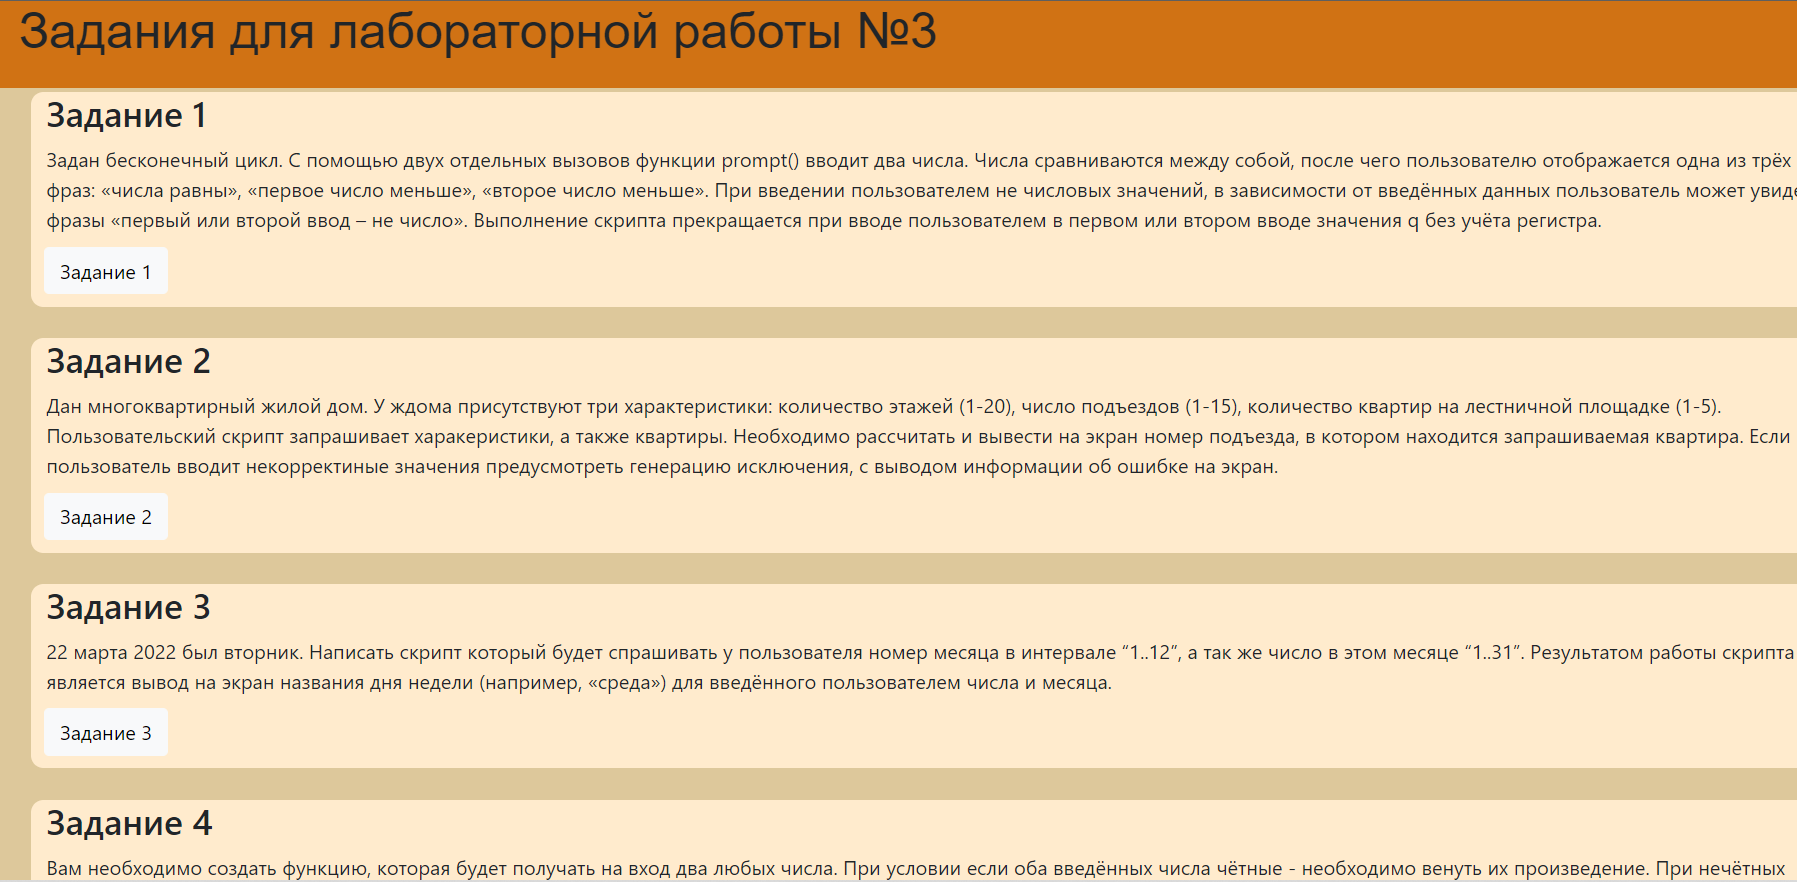 Задания для лабораторной работы №3
Задание 1
Задан бесконечный цикл. С помощью двух отдельных вызовов функции prompt() вводит два числа. Числа сравниваются между собой, после чего пользователю отображается одна из трёх
фраз: «числа равны», «первое число меньше», «второе число меньше». При введении пользователем не числовых значений, в зависимости от введённых данных пользователь может
фразы «первый или второй ввод – не число». Выполнение скрипта прекращается при вводе пользователем в первом или втором вводе значения q без учёта регистра.
Задание 1
Задание 2
Дан многоквартирный жилой дом. У ждома присутствуют три характеристики: количество этажей (1-20), число подъездов (1-15), количество квартир на лестничной площадке (1-5).
Пользовательский скрипт запрашивает харакеристики, а также квартиры. Необходимо рассчитать и вывести на экран номер подъезда, в котором находится запрашиваемая квартира. Если
пользователь вводит некорректиные значения предусмотреть генерацию исключения, с выводом информации об ошибке на экран.
Задание 2
Задание 3
22 марта 2022 был вторник. Написать скрипт который будет спрашивать у пользователя номер месяца в интервале “1..12”, а так же число в этом месяце “1..31”. Результатом работы скрипта
является вывод на экран названия дня недели (например, «среда») для введённого пользователем числа и месяца.
Задание 3
Задание 4
Вам необходимо создать функцию, которая будет получать на вход два любых числа. При условии если оба введённых числа чётные - необходимо венуть их произведение. При нечётных